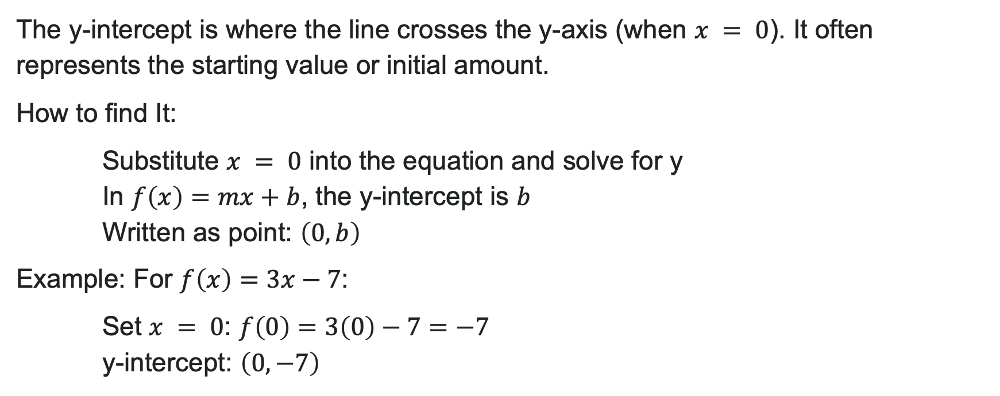 The y-intercept is where the line crosses the y-axis (when x = 0). It often
represents the starting value or initial amount.
How to find It:
Substitute x = 0 into the equation and solve for y
In f(x) = mx + b, the y-intercept is b
Written as point: (0, b)
Example: For f(x) = 3x − 7:
Set x = 0: f(0) = 3(0) − 7 = −7
y-intercept: (0, −7)